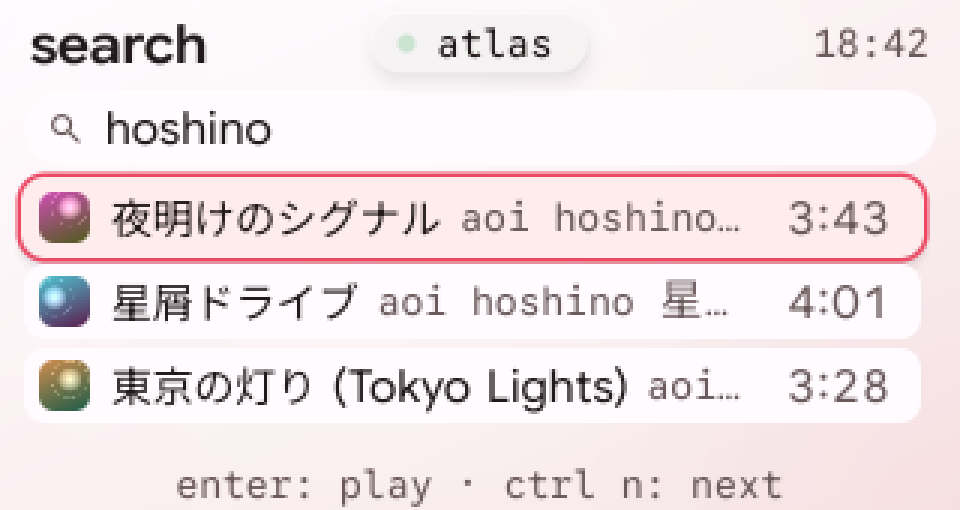 search atlas 18:42
hoshino
夜明けのシグナル aoi hoshino… 3:43
星屑ドライブ aoi hoshino 星… 4:01
東京の灯り (Tokyo Lights) aoi… 3:28
enter: play · ctrl n: next